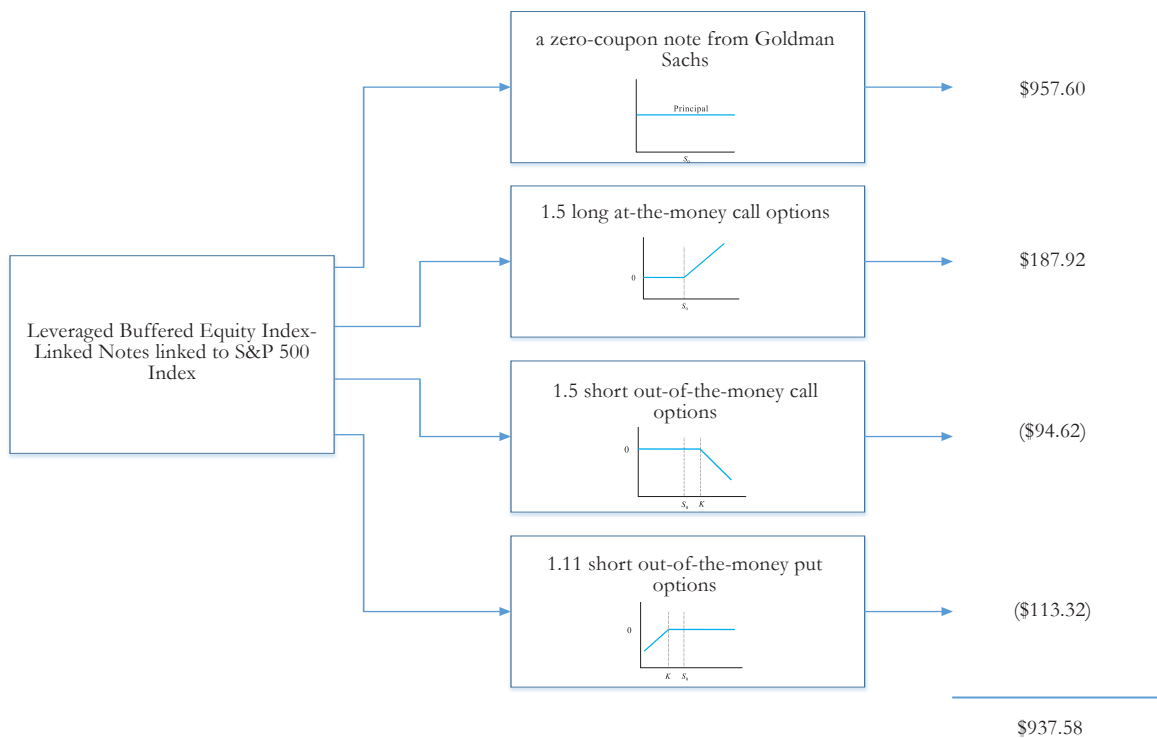 a zero-coupon note from Goldman
Sachs
Principal
S₀
$957.60
1.5 long at-the-money call options
0
S₀
$187.92
Leveraged Buffered Equity Index-
Linked Notes linked to S&P 500
Index
1.5 short out-of-the-money call
options
0
S₀ K
($94.62)
1.11 short out-of-the-money put
options
0
K S₀
($113.32)
$937.58